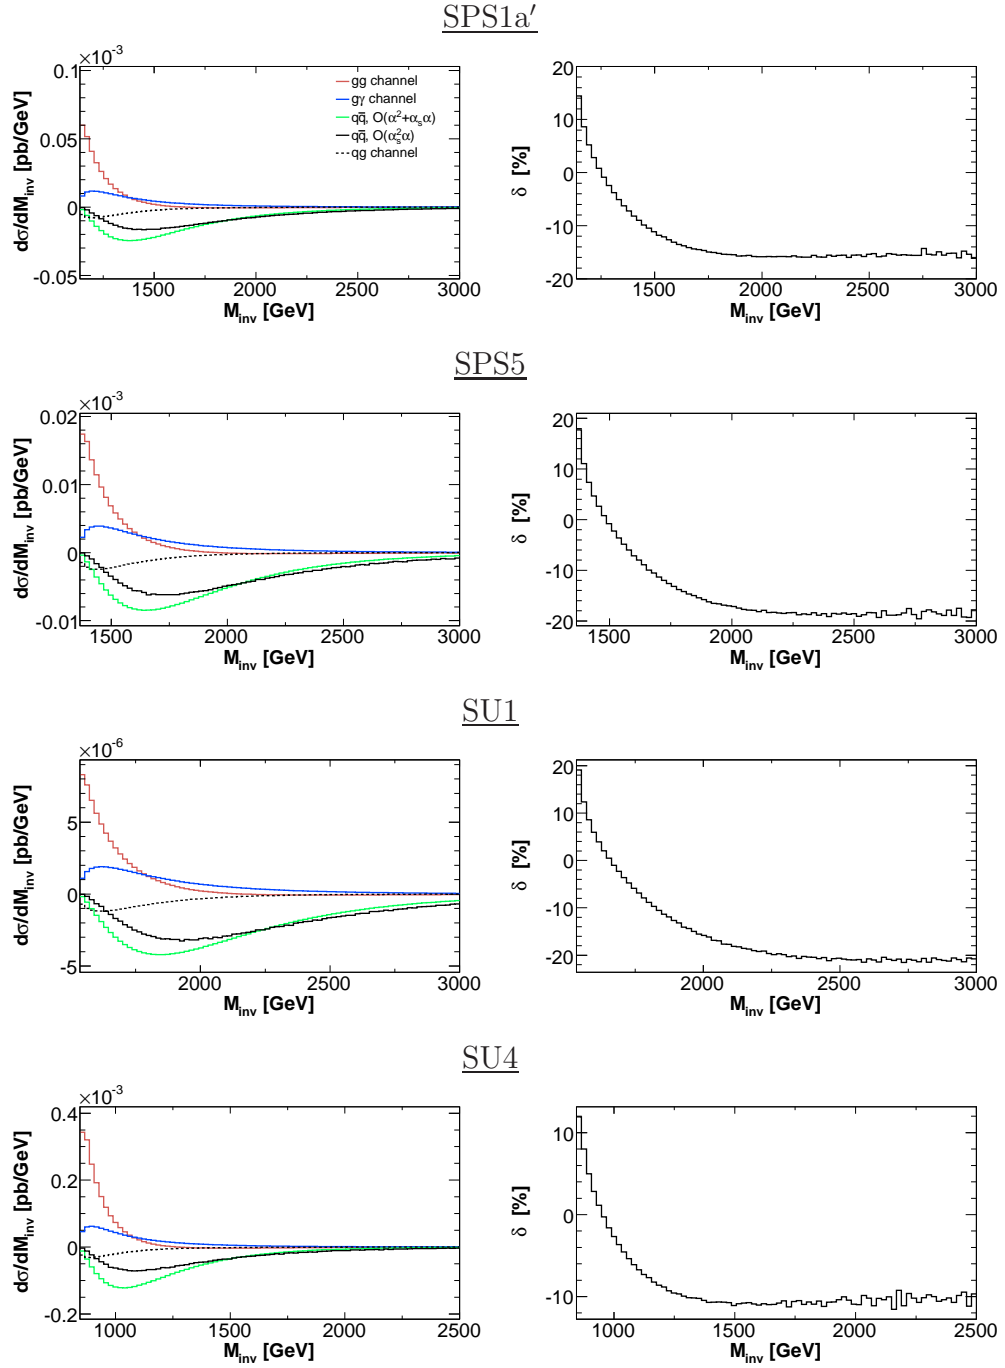 SPS1a′
×10⁻³
dσ/dM_inv [pb/GeV]
0.1
0.05
0
-0.05
gg channel
gγ channel
qq̄, O(α²+α_sα)
qq̄, O(α_s²α)
qg channel
1500 2000 2500 3000
M_inv [GeV]
δ [%]
20
10
0
-10
-20
1500 2000 2500 3000
M_inv [GeV]
SPS5
×10⁻³
dσ/dM_inv [pb/GeV]
0.02
0.01
0
-0.01
1500 2000 2500 3000
M_inv [GeV]
δ [%]
20
10
0
-10
-20
1500 2000 2500 3000
M_inv [GeV]
SU1
×10⁻⁶
dσ/dM_inv [pb/GeV]
5
0
-5
2000 2500 3000
M_inv [GeV]
δ [%]
20
10
0
-10
-20
2000 2500 3000
M_inv [GeV]
SU4
×10⁻³
dσ/dM_inv [pb/GeV]
0.4
0.2
0
-0.2
1000 1500 2000 2500
M_inv [GeV]
δ [%]
10
0
-10
1000 1500 2000 2500
M_inv [GeV]